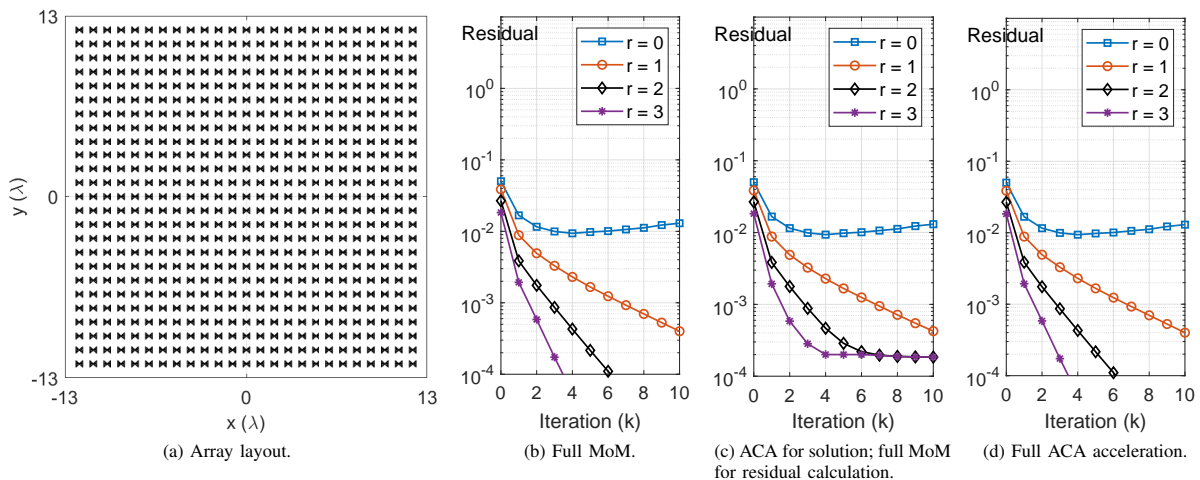 13
0
-13
y (λ)
-13
0
13
x (λ)
(a) Array layout.
Residual
r = 0
r = 1
r = 2
r = 3
10^0
10^-1
10^-2
10^-3
10^-4
0 2 4 6 8 10
Iteration (k)
(b) Full MoM.
Residual
r = 0
r = 1
r = 2
r = 3
10^0
10^-1
10^-2
10^-3
10^-4
0 2 4 6 8 10
Iteration (k)
(c) ACA for solution; full MoM
for residual calculation.
Residual
r = 0
r = 1
r = 2
r = 3
10^0
10^-1
10^-2
10^-3
10^-4
0 2 4 6 8 10
Iteration (k)
(d) Full ACA acceleration.